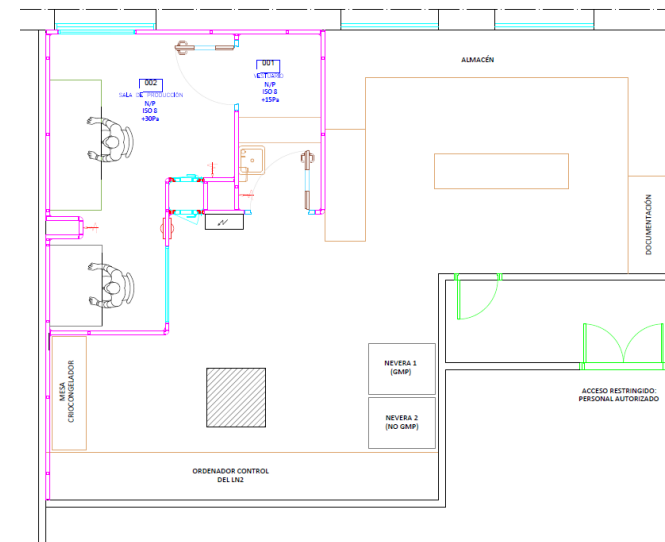 ALMACÉN
001
VESTUARIO
N/P
ISO 8
+15Pa
002
SALA DE PRODUCCIÓN
N/P
ISO 8
+30Pa
DOCUMENTACIÓN
NEVERA 1
(GMP)
NEVERA 2
(NO GMP)
ACCESO RESTRINGIDO:
PERSONAL AUTORIZADO
MESA
CRIOCONGELADOR
ORDENADOR CONTROL
DEL LN2